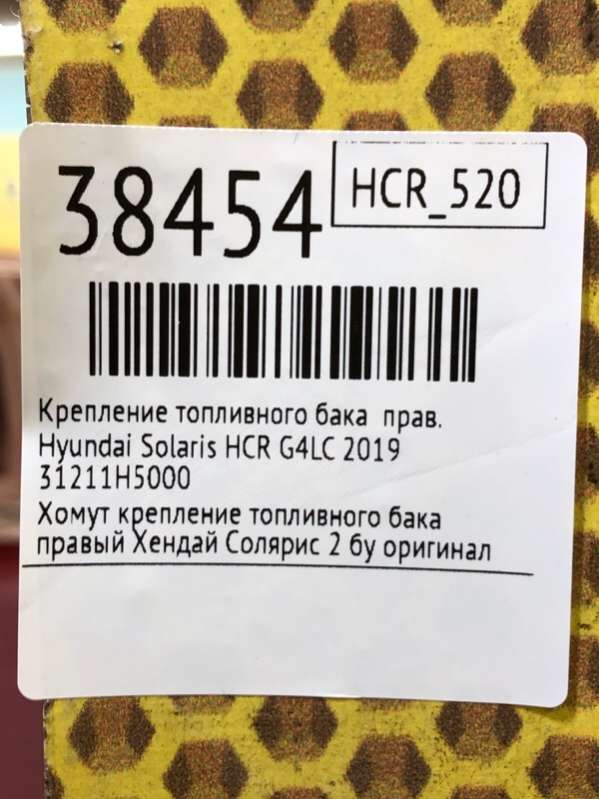 38454
HCR_520
Крепление топливного бака прав.
Hyundai Solaris HCR G4LC 2019
31211H5000
Хомут крепление топливного бака
правый Хендай Солярис 2 бу оригинал